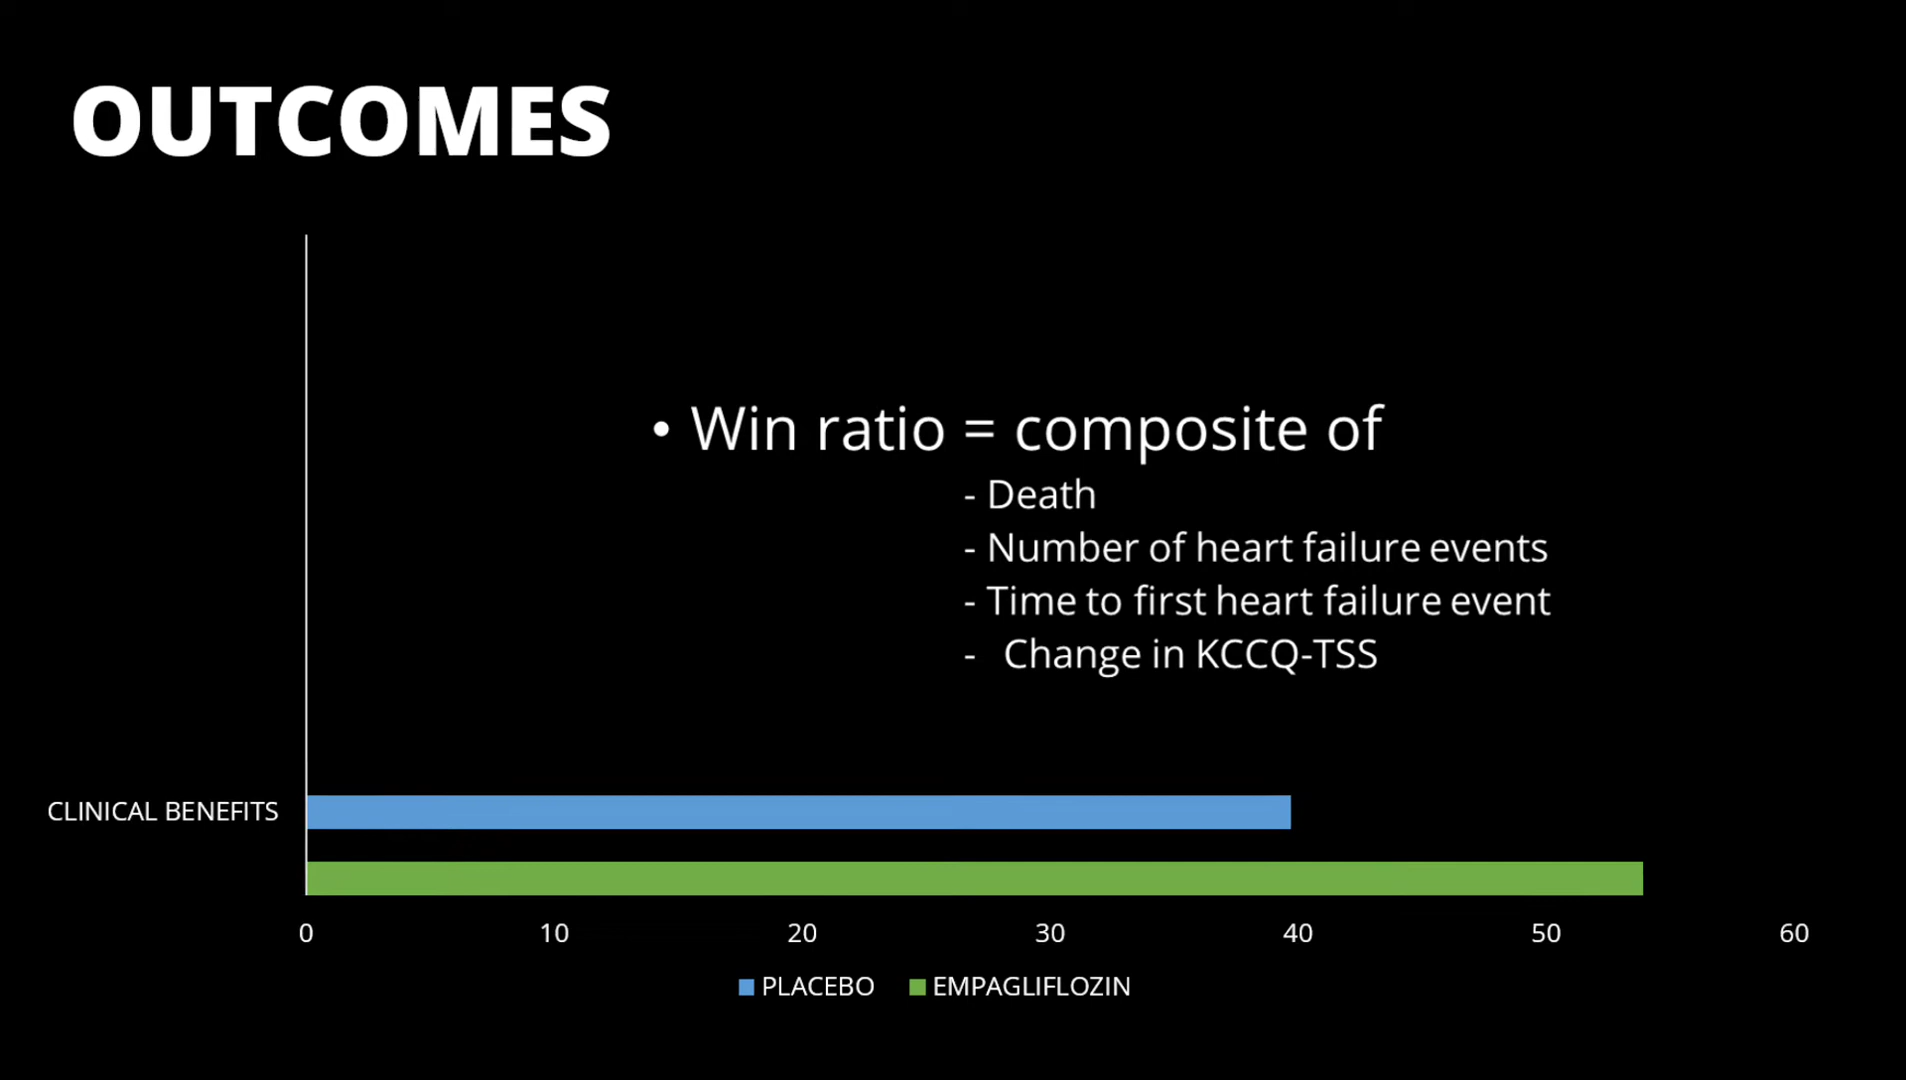 OUTCOMES
• Win ratio = composite of
- Death
- Number of heart failure events
- Time to first heart failure event
- Change in KCCQ-TSS
CLINICAL BENEFITS
0 10 20 30 40 50 60
PLACEBO EMPAGLIFLOZIN